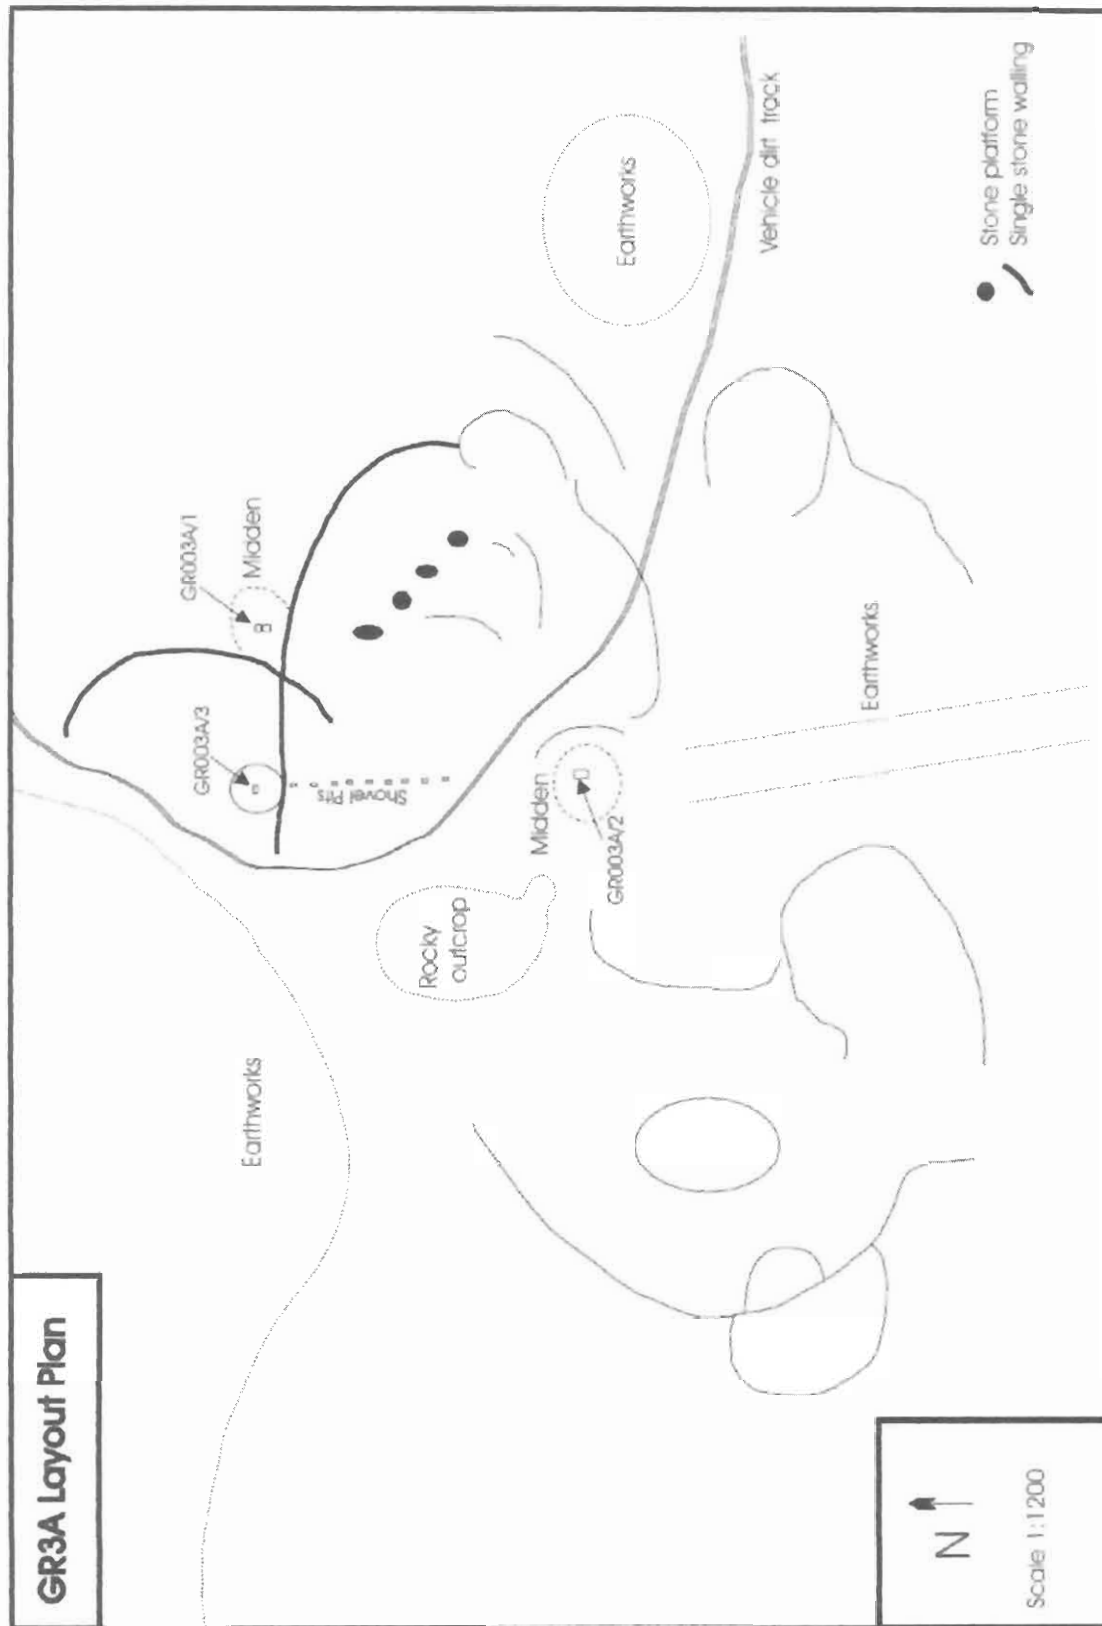 GR3A Layout Plan
Earthworks
GR003A/3
GR003A/1
Midden
Shovel Pits
Rocky
outcrop
Midden
GR003A/2
Earthworks
Vehicle dirt track
Earthworks
Stone platform
Single stone walling
N
Scale 1:1200